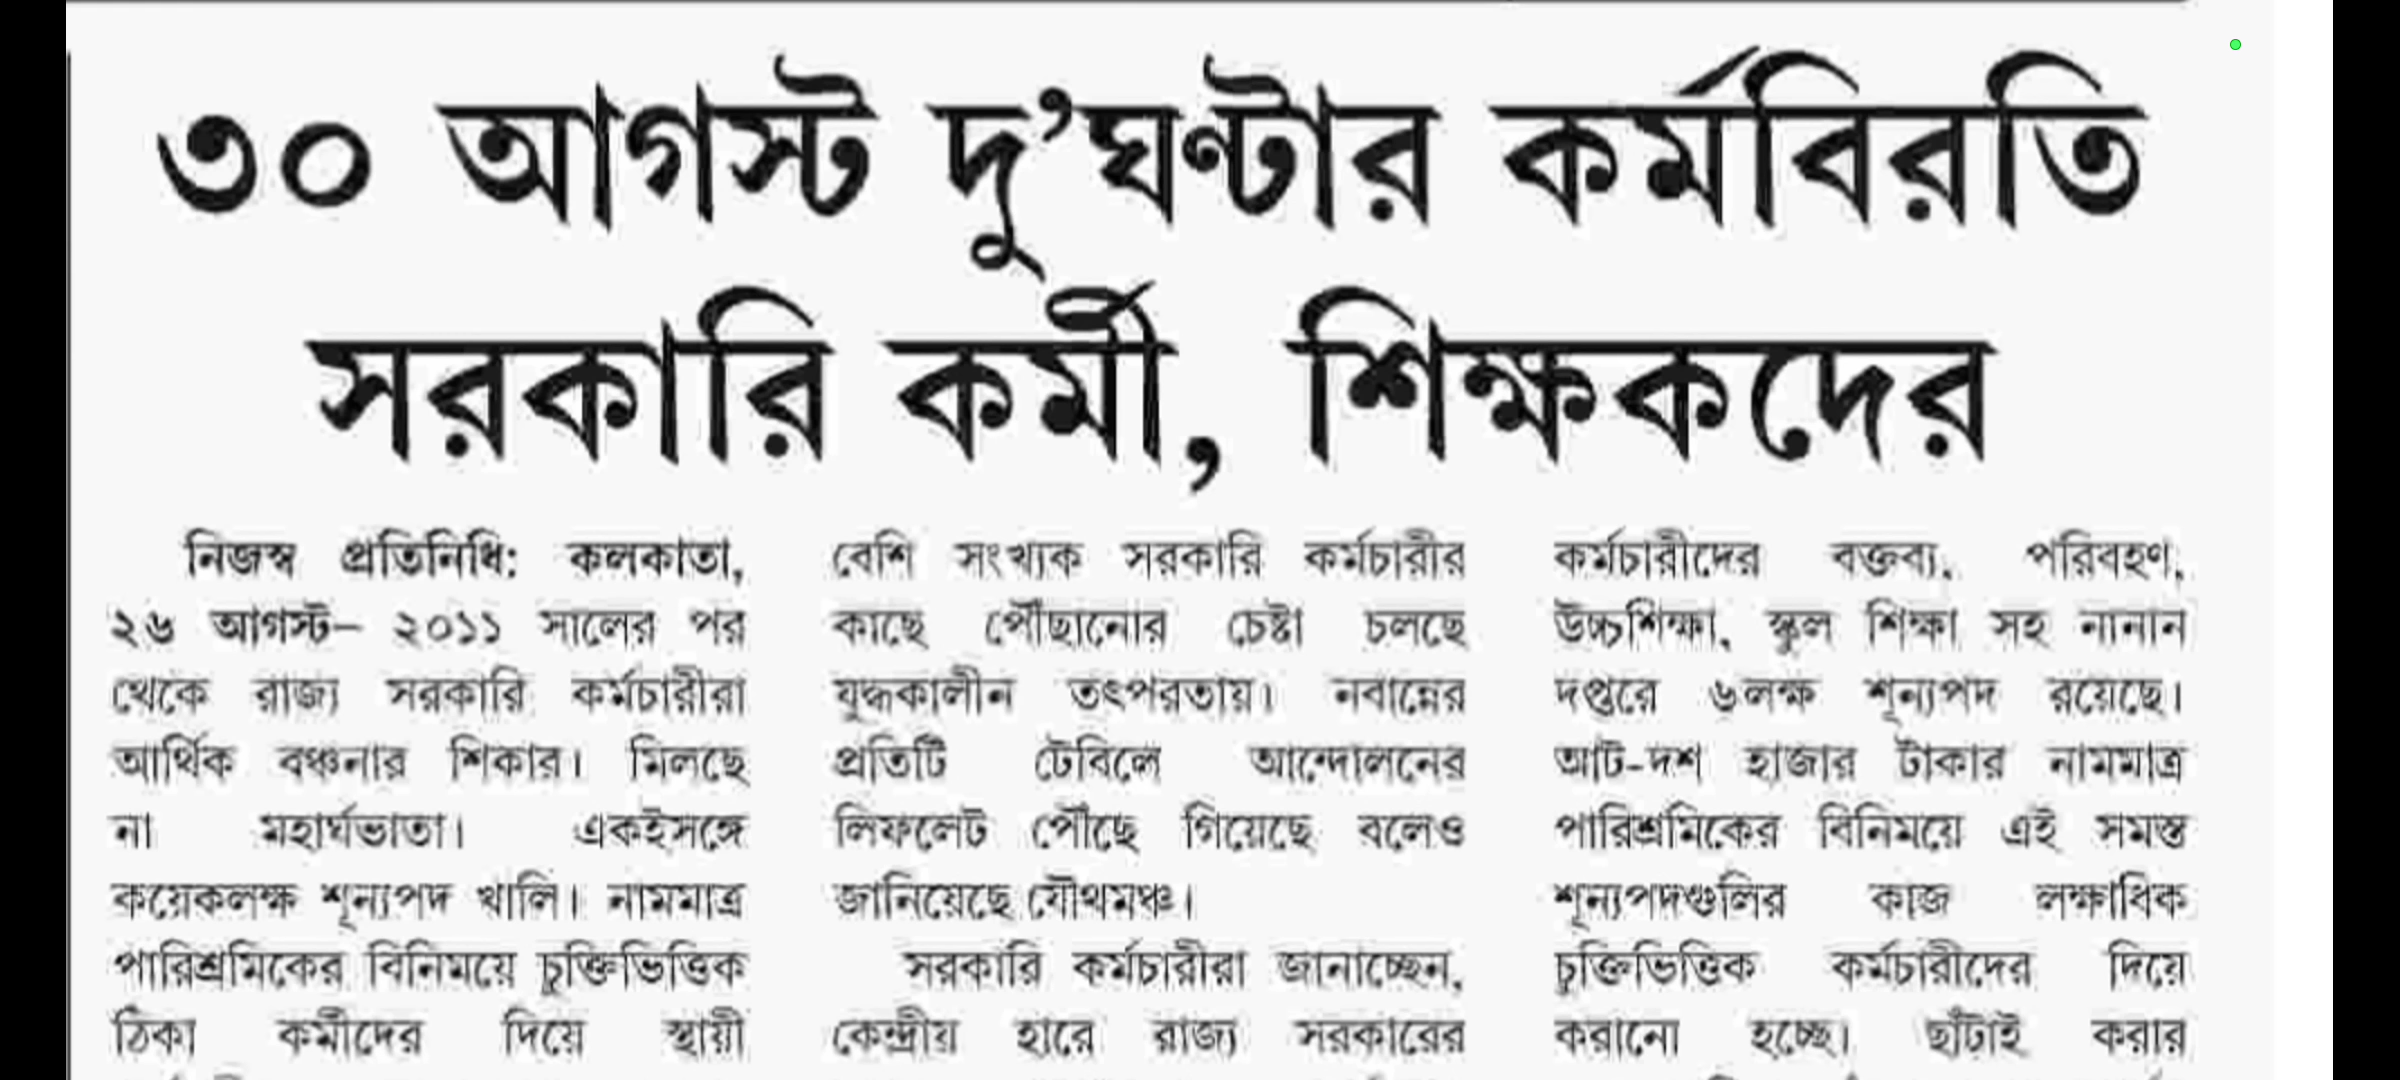 ৩০ আগস্ট দু’ঘণ্টার কর্মবিরতি
সরকারি কর্মী, শিক্ষকদের
নিজস্ব প্রতিনিধি: কলকাতা,
২৬ আগস্ট– ২০১১ সালের পর
থেকে রাজ্য সরকারি কর্মচারীরা
আর্থিক বঞ্চনার শিকার। মিলছে
না মহার্ঘভাতা। একইসঙ্গে
কয়েকলক্ষ শূন্যপদ খালি। নামমাত্র
পারিশ্রমিকের বিনিময়ে চুক্তিভিত্তিক
ঠিকা কর্মীদের দিয়ে স্থায়ী
বেশি সংখ্যক সরকারি কর্মচারীর
কাছে পৌঁছানোর চেষ্টা চলছে
যুদ্ধকালীন তৎপরতায়। নবান্নের
প্রতিটি টেবিলে আন্দোলনের
লিফলেট পৌঁছে গিয়েছে বলেও
জানিয়েছে যৌথমঞ্চ।
সরকারি কর্মচারীরা জানাচ্ছেন,
কেন্দ্রীয় হারে রাজ্য সরকারের
কর্মচারীদের বক্তব্য, পরিবহণ,
উচ্চশিক্ষা, স্কুল শিক্ষা সহ নানান
দপ্তরে ৬লক্ষ শূন্যপদ রয়েছে।
আট-দশ হাজার টাকার নামমাত্র
পারিশ্রমিকের বিনিময়ে এই সমস্ত
শূন্যপদগুলির কাজ লক্ষাধিক
চুক্তিভিত্তিক কর্মচারীদের দিয়ে
করানো হচ্ছে। ছাঁটাই করার